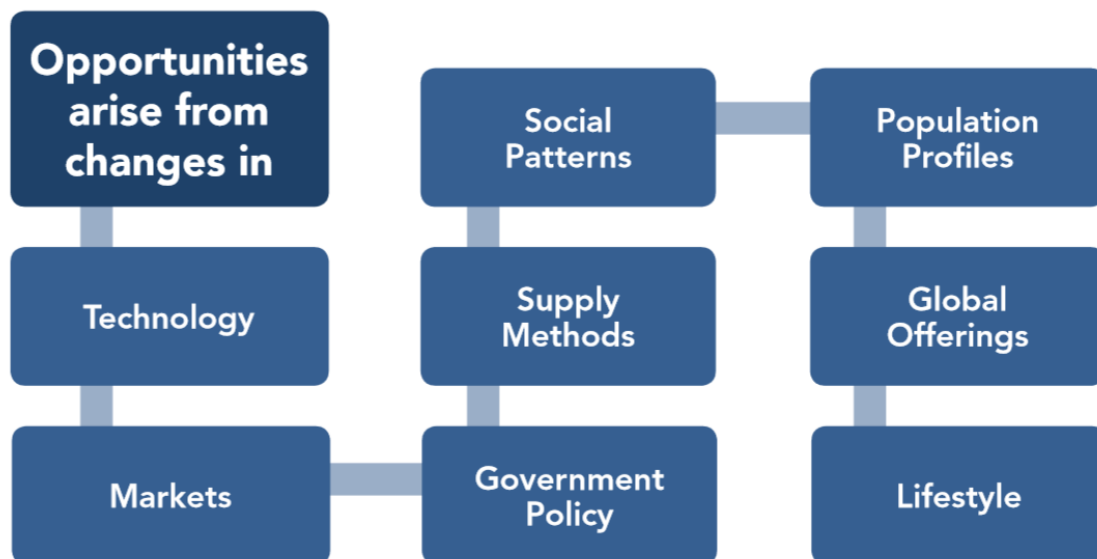 Opportunities
arise from
changes in
Technology
Markets
Government
Policy
Supply
Methods
Social
Patterns
Population
Profiles
Global
Offerings
Lifestyle